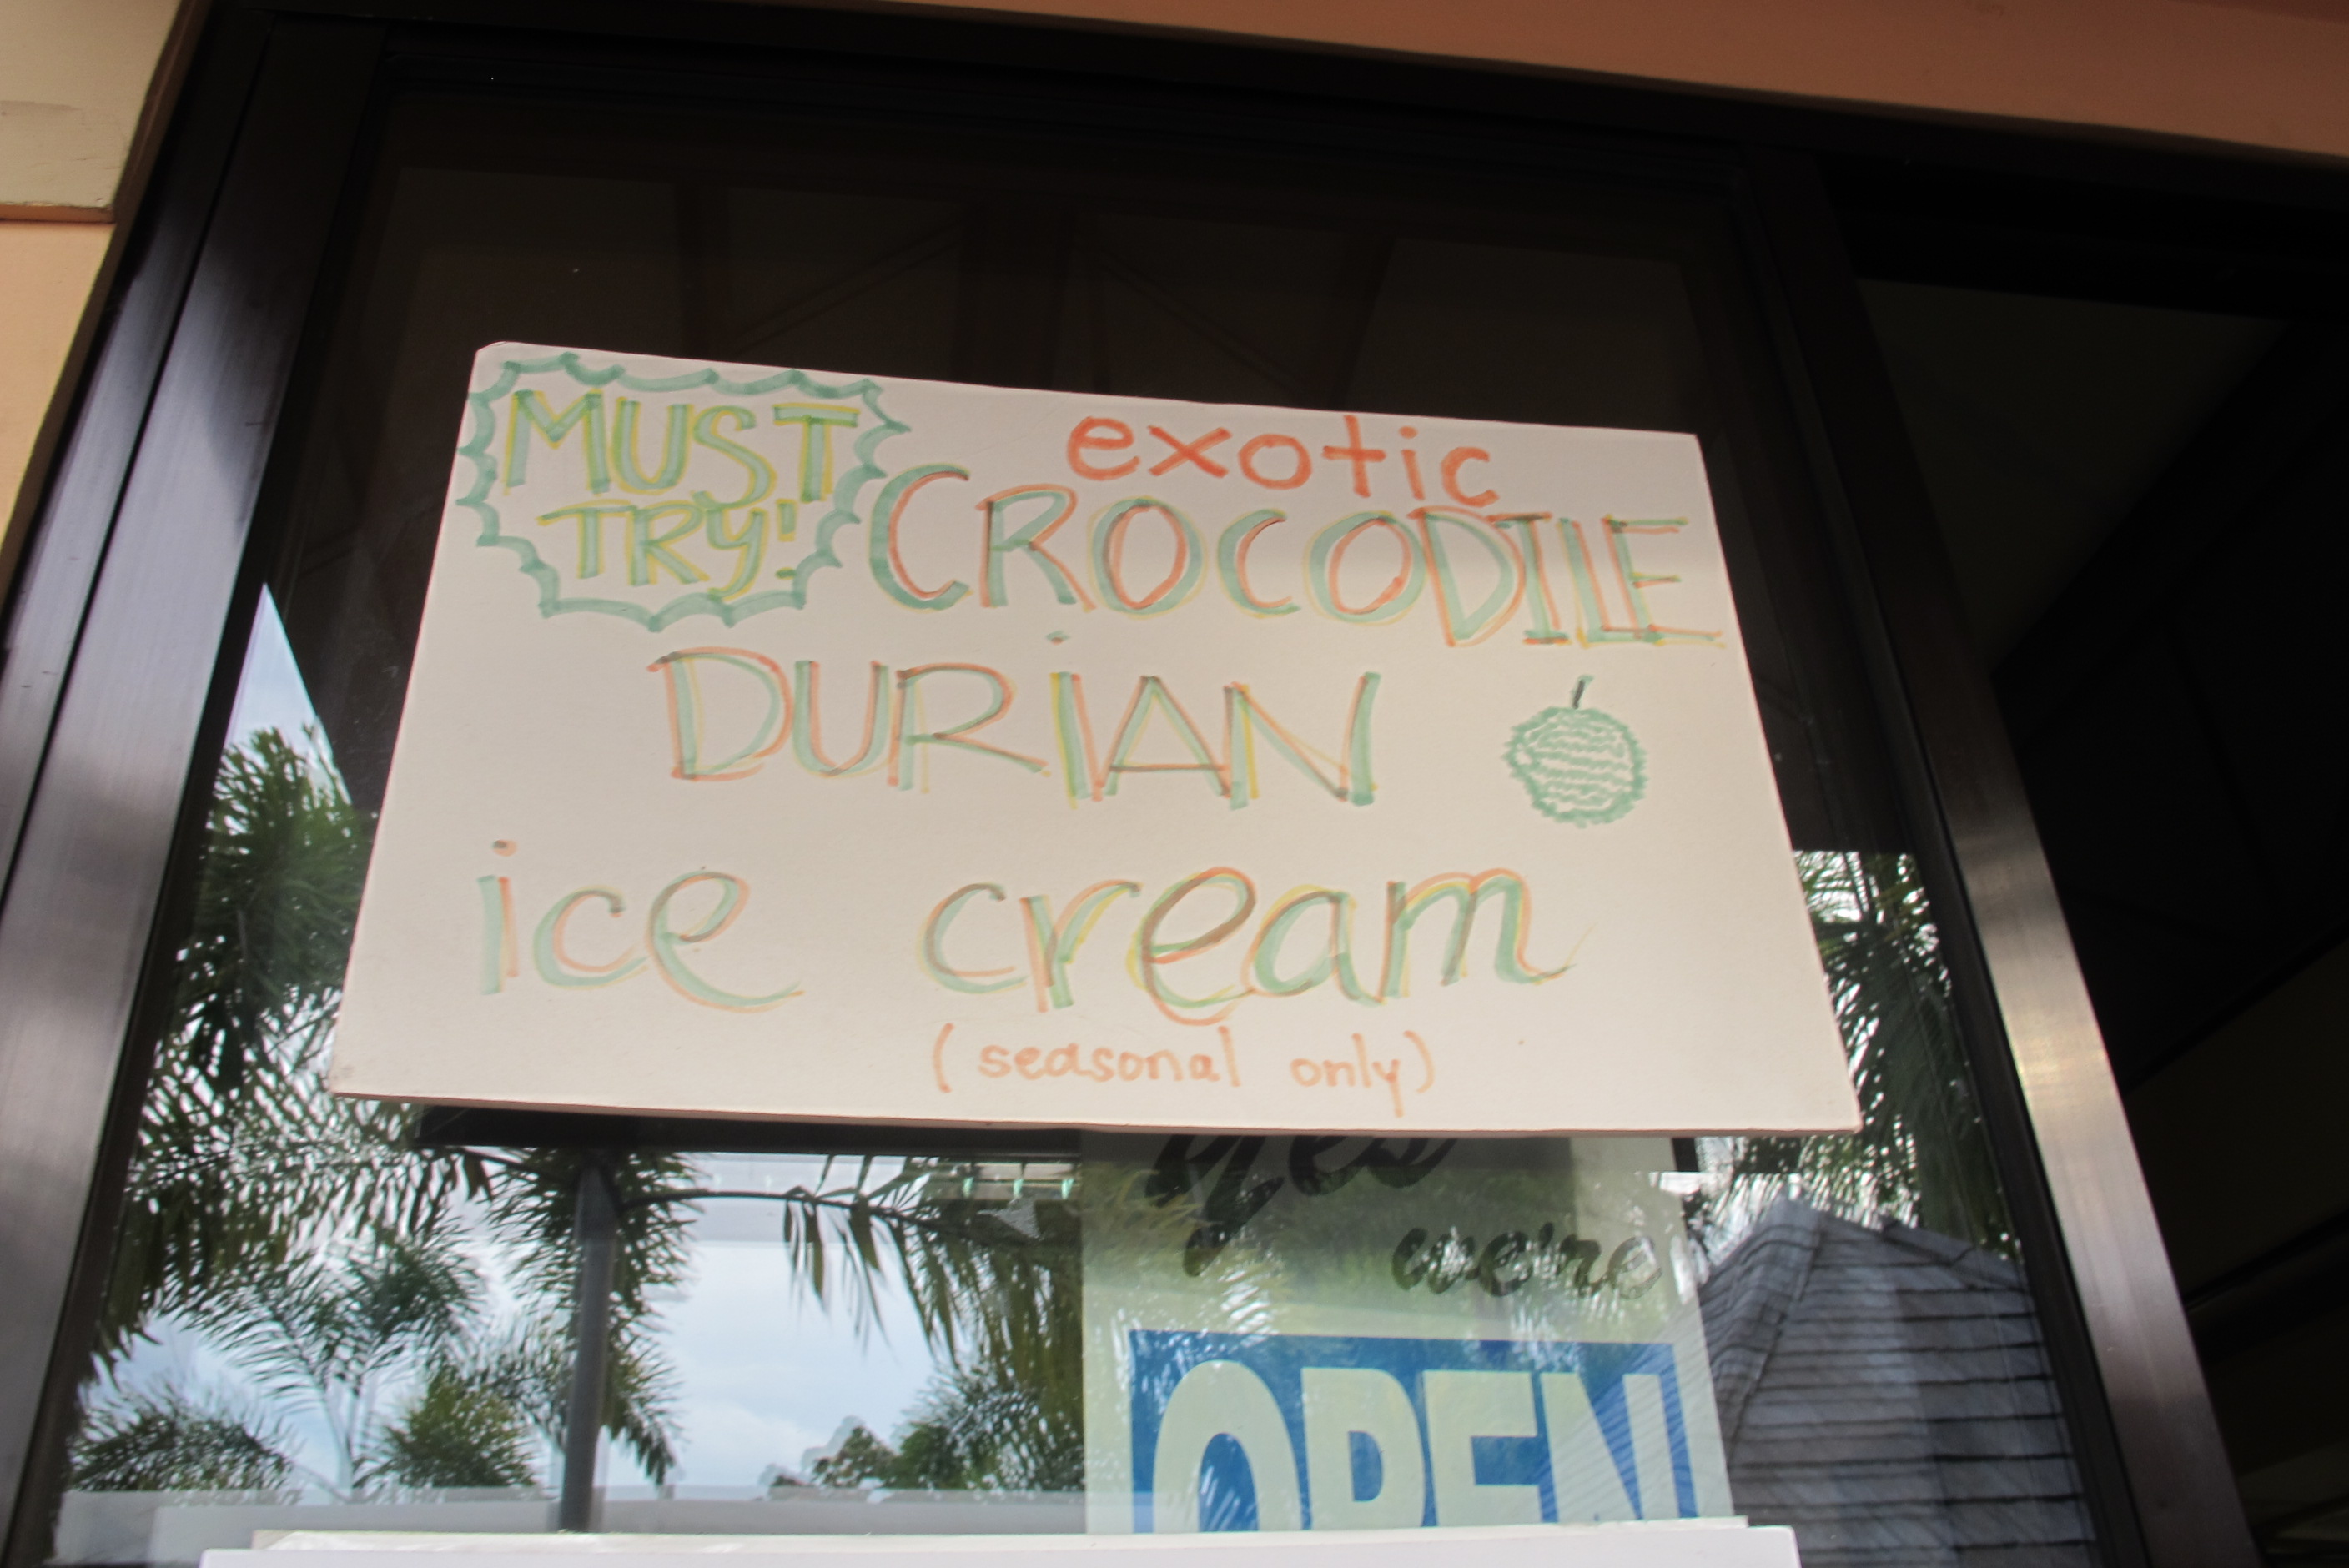 MUST
TRY!
exotic
CROCODILE
DURiAN
ice cream
(seasonal only)
yes
we're
OPEN